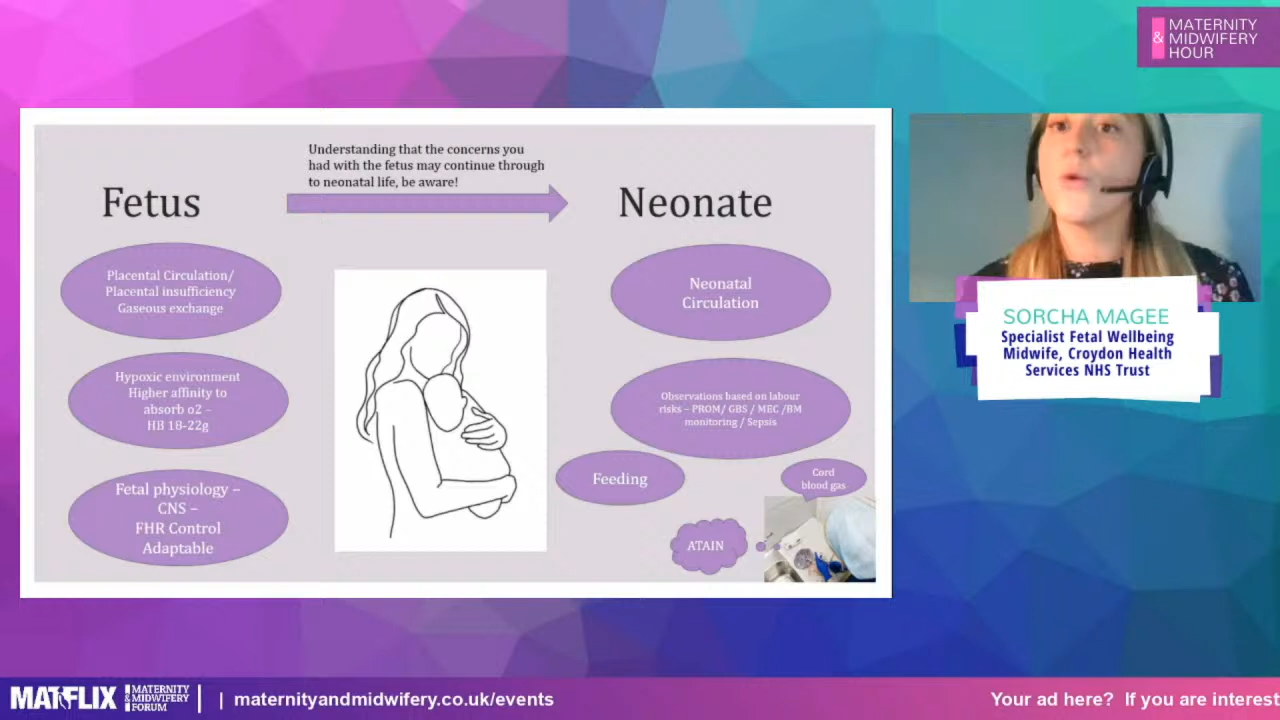 &
MATERNITY
MIDWIFERY
HOUR
Understanding that the concerns you
had with the fetus may continue through
to neonatal life, be aware!
Fetus
Neonate
Placental Circulation/
Placental insufficiency
Gaseous exchange
Neonatal
Circulation
Hypoxic environment
Higher affinity to
absorb o2 –
HB 18-22g
Observations based on labour
risks – PROM/ GBS / MEC /BM
monitoring / Sepsis
Fetal physiology –
CNS –
FHR Control
Adaptable
Feeding
Cord
blood gas
ATAIN
SORCHA MAGEE
Specialist Fetal Wellbeing
Midwife, Croydon Health
Services NHS Trust
MATFLIX
MATERNITY
& MIDWIFERY
FORUM
| maternityandmidwifery.co.uk/events
Your ad here? If you are interest